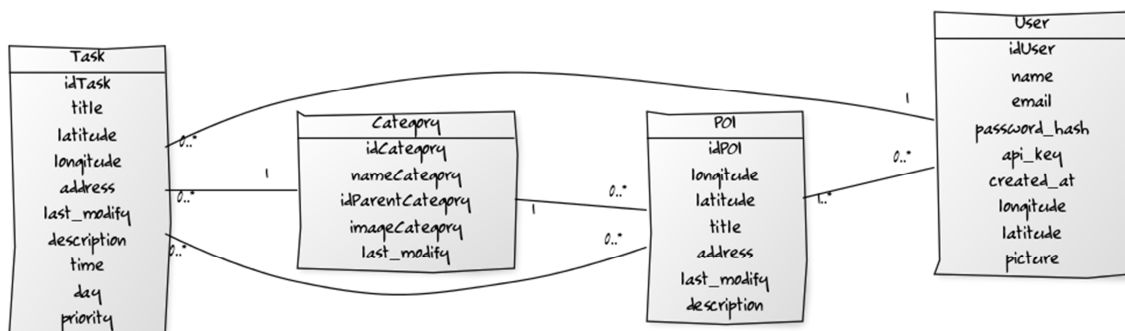 Task
idTask
title
latitude
longitude
address
last_modify
description
time
day
priority
0..*
0..*
0..*
1
Category
idCategory
nameCategory
idParentCategory
imageCategory
last_modify
1
0..*
0..*
POI
idPOI
longitude
latitude
title
address
last_modify
description
1..*
0..*
1
User
idUser
name
email
password_hash
api_key
created_at
longitude
latitude
picture